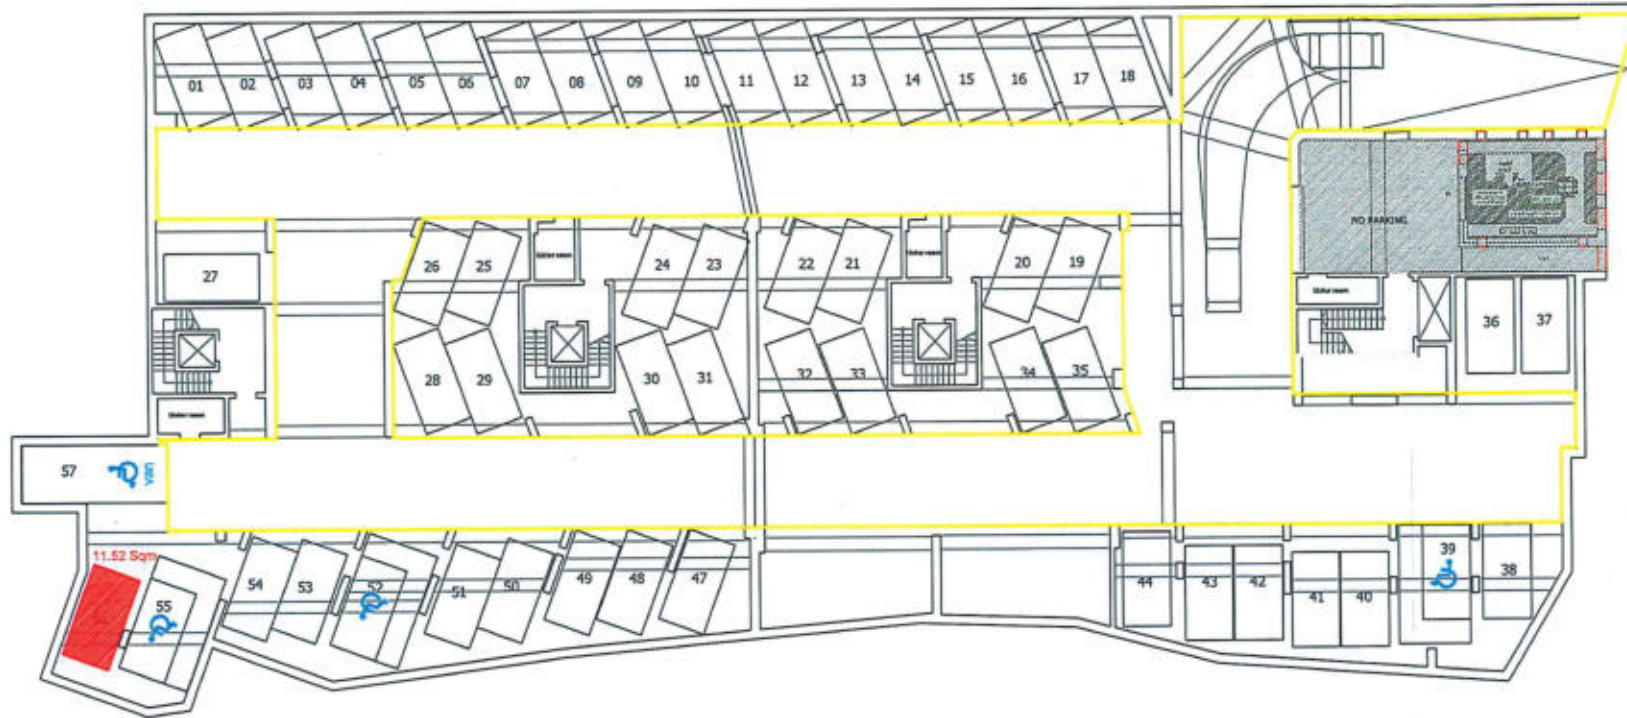 01 02 03 04 05 06 07 08 09 10 11 12 13 14 15 16 17 18
NO PARKING
26 25 24 23 22 21 20 19
27
36 37
28 29 30 31 32 33 34 35
57 van
11.52 Sqm
55 54 53 52 51 50 49 48 47 44 43 42 41 40 39 38